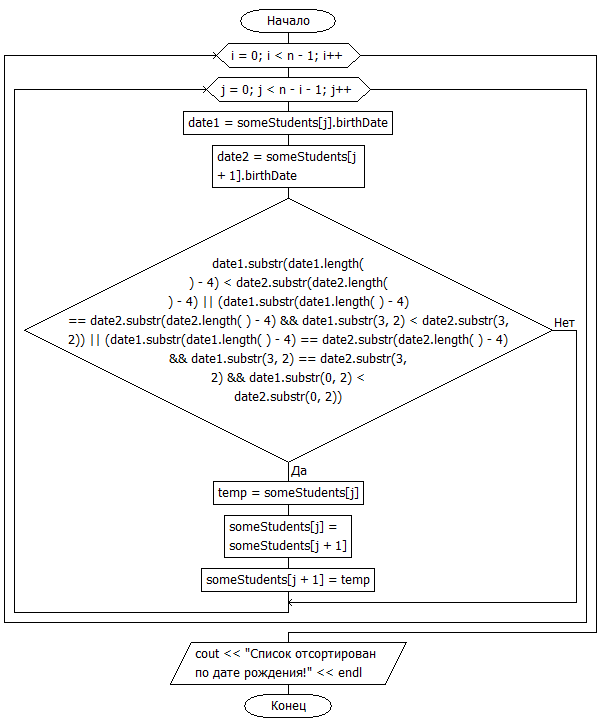 Начало
i = 0; i < n - 1; i++
j = 0; j < n - i - 1; j++
date1 = someStudents[j].birthDate
date2 = someStudents[j
+ 1].birthDate
date1.substr(date1.length(
) - 4) < date2.substr(date2.length(
) - 4) || (date1.substr(date1.length( ) - 4)
== date2.substr(date2.length( ) - 4) && date1.substr(3, 2) < date2.substr(3,
2)) || (date1.substr(date1.length( ) - 4) == date2.substr(date2.length( ) - 4)
&& date1.substr(3, 2) == date2.substr(3,
2) && date1.substr(0, 2) <
date2.substr(0, 2))
Нет
Да
temp = someStudents[j]
someStudents[j] =
someStudents[j + 1]
someStudents[j + 1] = temp
cout << "Список отсортирован
по дате рождения!" << endl
Конец